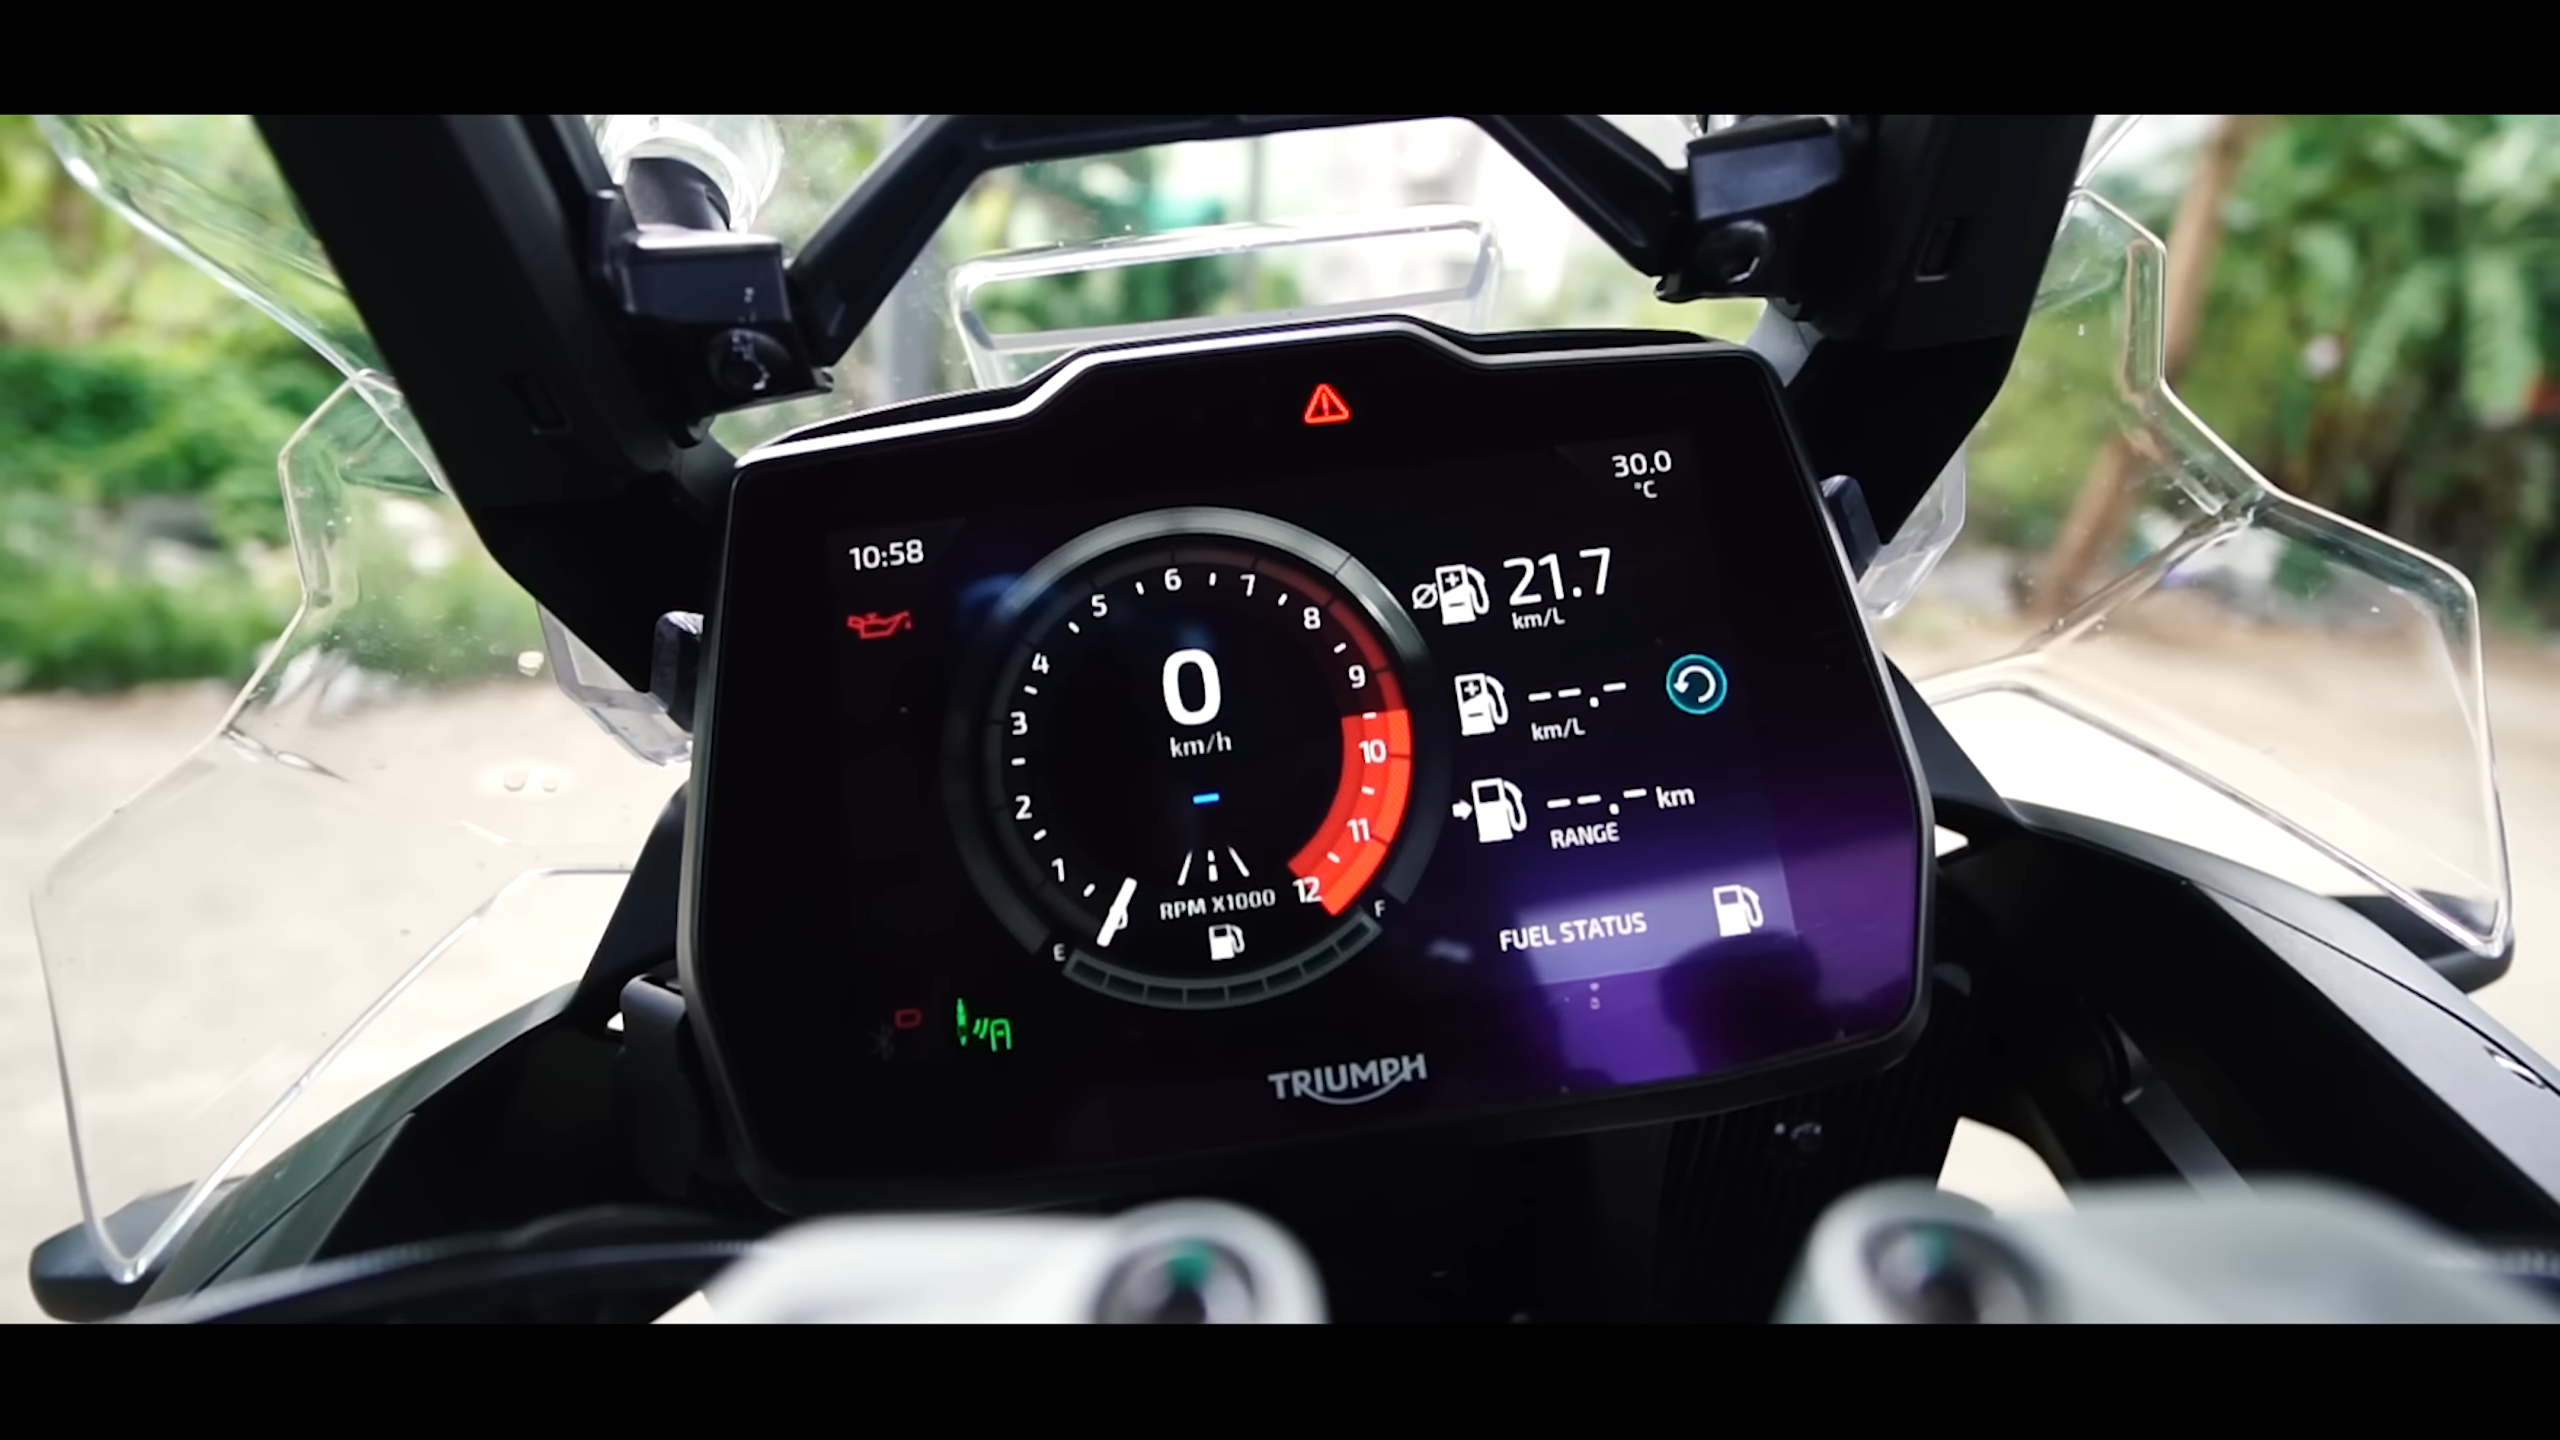 30.0
°C
10:58
21.7
km/L
--.-
km/L
--.- km
RANGE
FUEL STATUS
0
km/h
-
1
2
3
4
5
6
7
8
9
10
11
12
RPM X1000
E
F
TRIUMPH